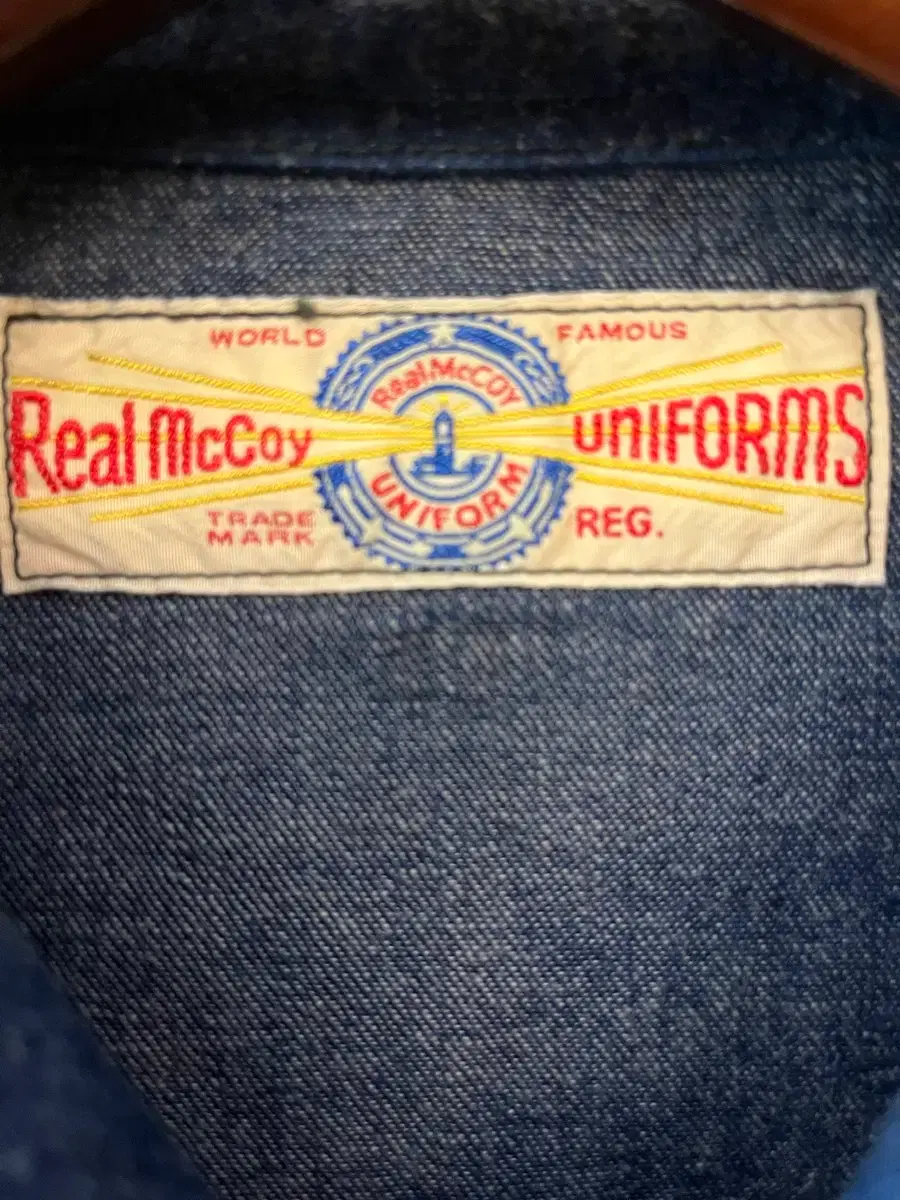 WORLD FAMOUS
Real McCoy UNIFORMS
Real McCOY
UNIFORM
TRADE MARK
REG.